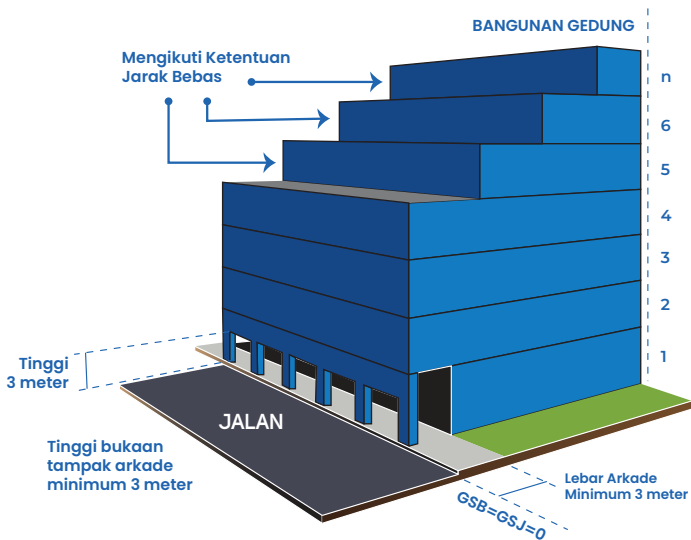 BANGUNAN GEDUNG
Mengikuti Ketentuan
Jarak Bebas
n
6
5
4
3
2
1
Tinggi
3 meter
JALAN
Tinggi bukaan
tampak arkade
minimum 3 meter
Lebar Arkade
Minimum 3 meter
GSB=GSJ=0